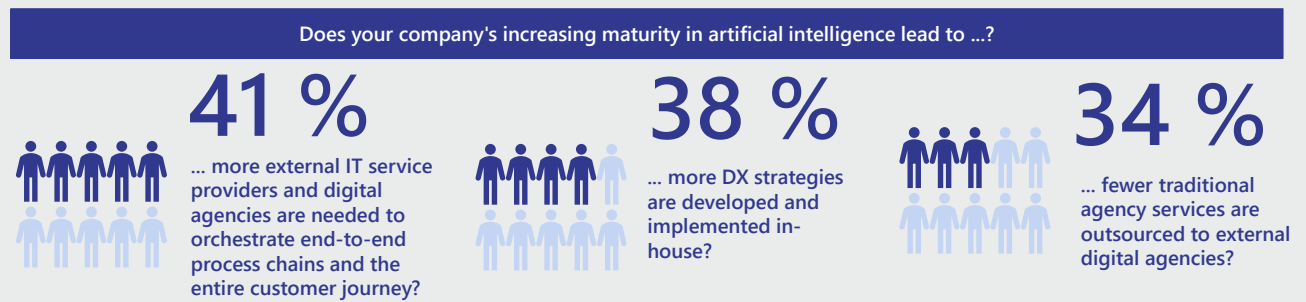 Does your company's increasing maturity in artificial intelligence lead to ...?
41 %
... more external IT service
providers and digital
agencies are needed to
orchestrate end-to-end
process chains and the
entire customer journey?
38 %
... more DX strategies
are developed and
implemented in-
house?
34 %
... fewer traditional
agency services are
outsourced to external
digital agencies?